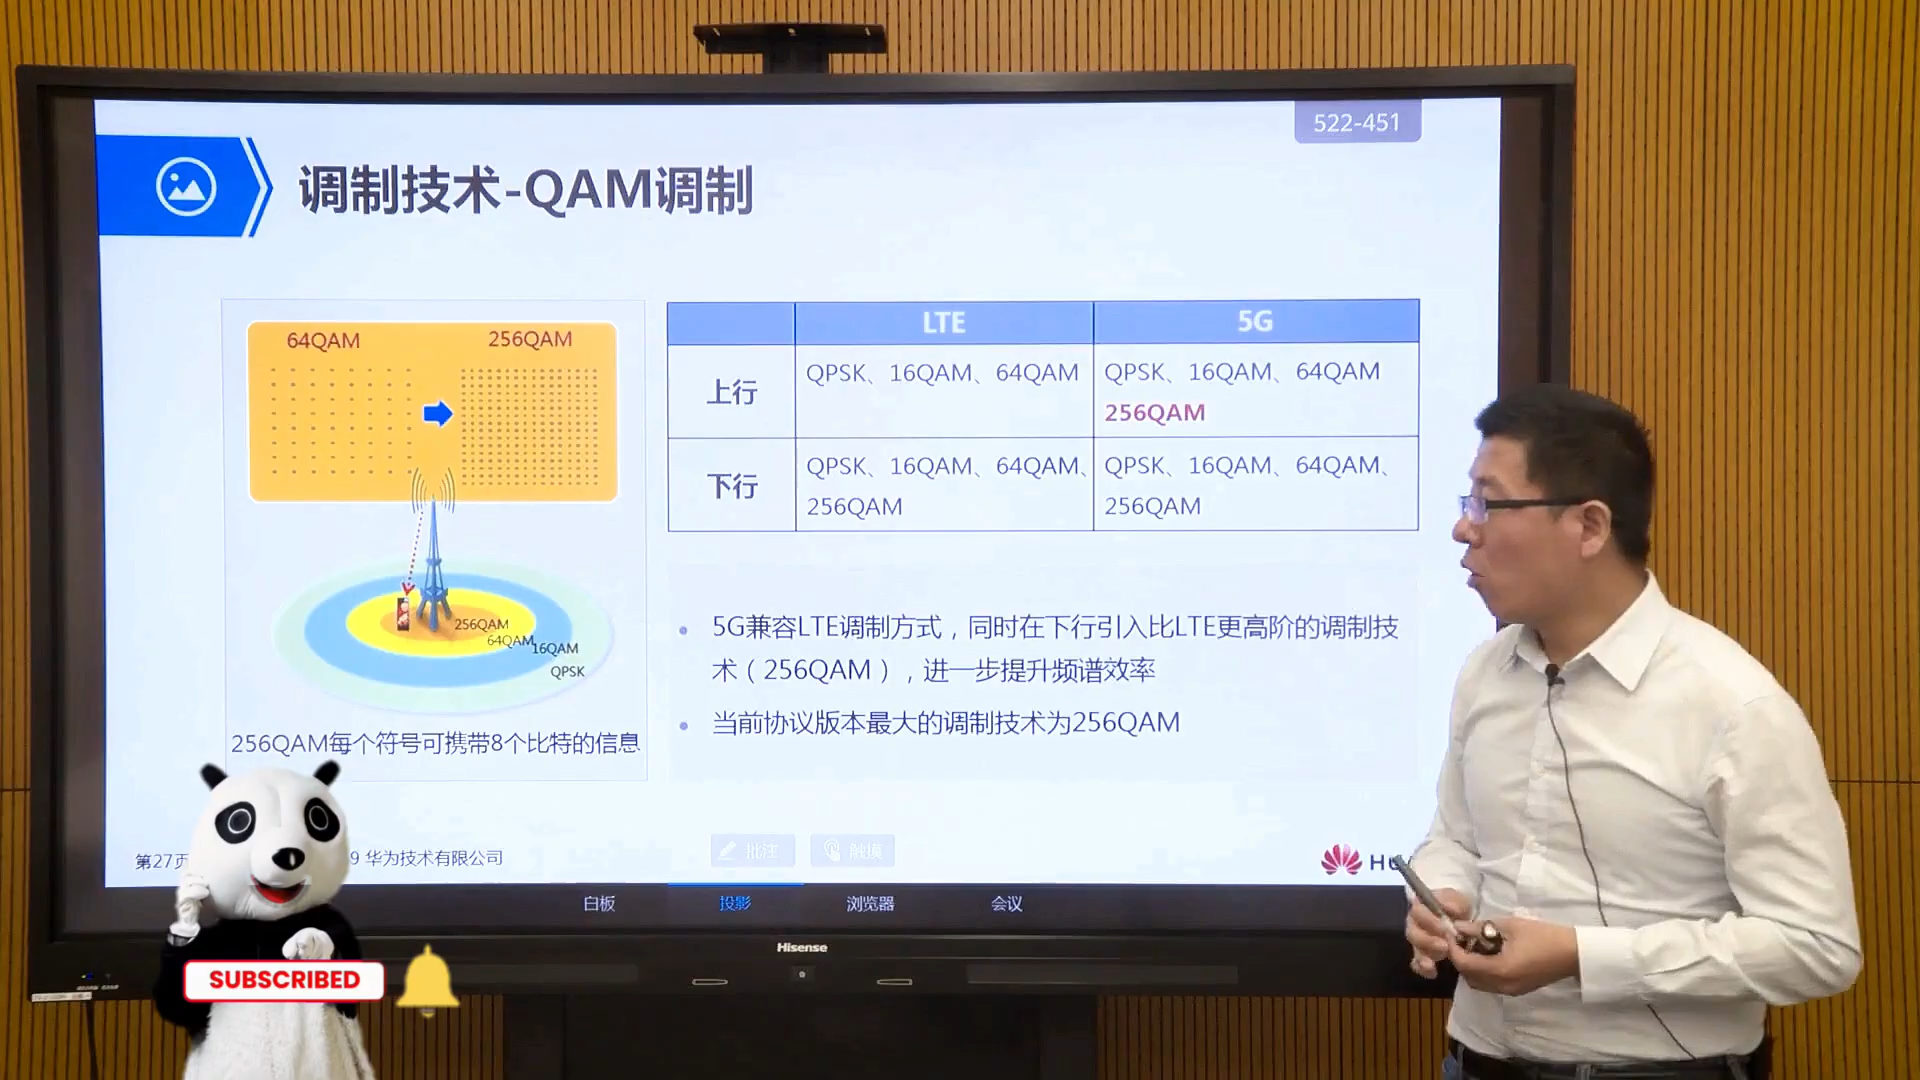 522-451
调制技术-QAM调制
64QAM
256QAM
256QAM
64QAM
16QAM
QPSK
256QAM每个符号可携带8个比特的信息
LTE
5G
上行
QPSK、16QAM、64QAM
QPSK、16QAM、64QAM
256QAM
下行
QPSK、16QAM、64QAM、
256QAM
QPSK、16QAM、64QAM、
256QAM
5G兼容LTE调制方式，同时在下行引入比LTE更高阶的调制技
术（256QAM），进一步提升频谱效率
当前协议版本最大的调制技术为256QAM
批注
触摸
第27页
9 华为技术有限公司
白板
投影
浏览器
会议
Hisense
SUBSCRIBED